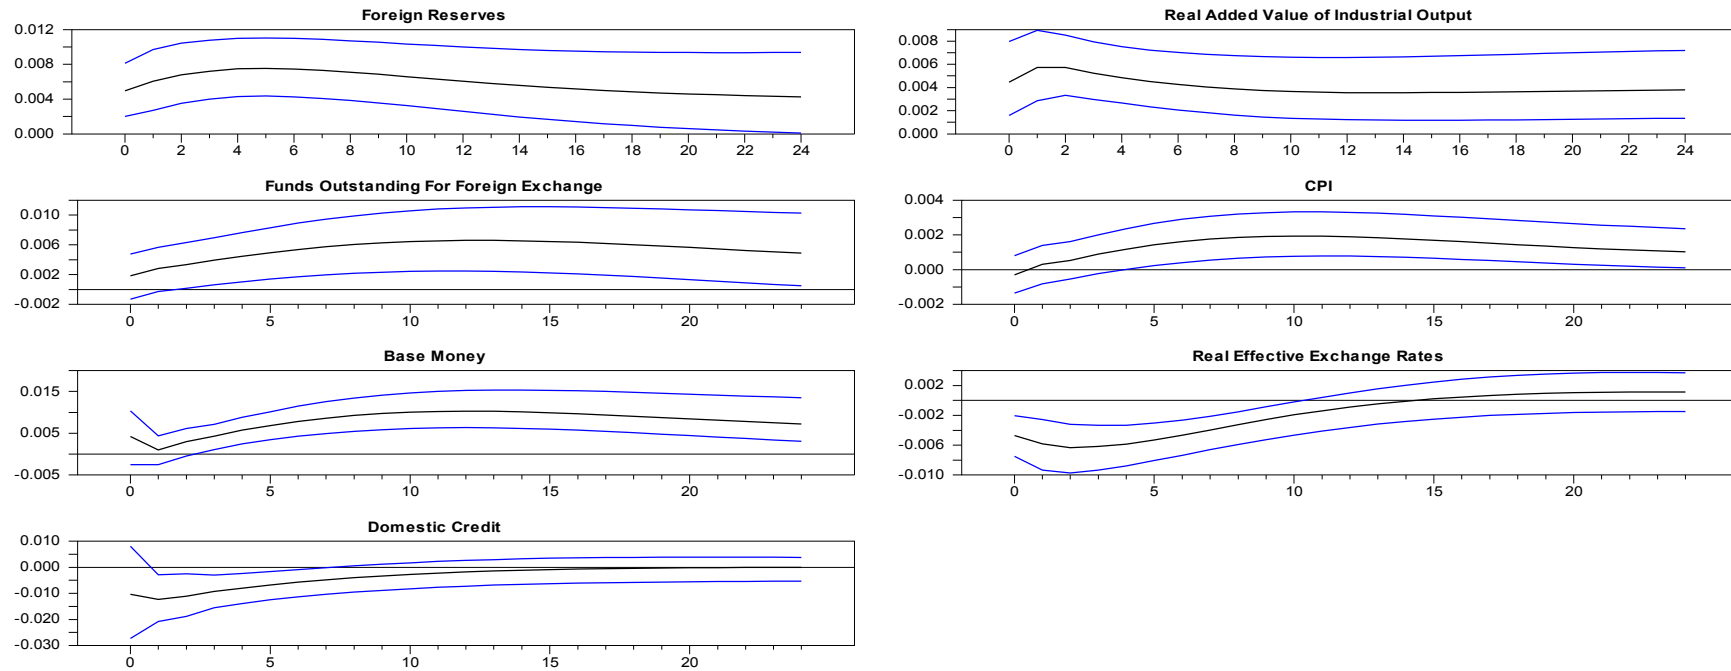 Foreign Reserves
0.012
0.008
0.004
0.000
0 2 4 6 8 10 12 14 16 18 20 22 24
Real Added Value of Industrial Output
0.008
0.006
0.004
0.002
0.000
0 2 4 6 8 10 12 14 16 18 20 22 24
Funds Outstanding For Foreign Exchange
0.010
0.006
0.002
-0.002
0 5 10 15 20
CPI
0.004
0.002
0.000
-0.002
0 5 10 15 20
Base Money
0.015
0.005
-0.005
0 5 10 15 20
Real Effective Exchange Rates
0.002
-0.002
-0.006
-0.010
0 5 10 15 20
Domestic Credit
0.010
0.000
-0.010
-0.020
-0.030
0 5 10 15 20